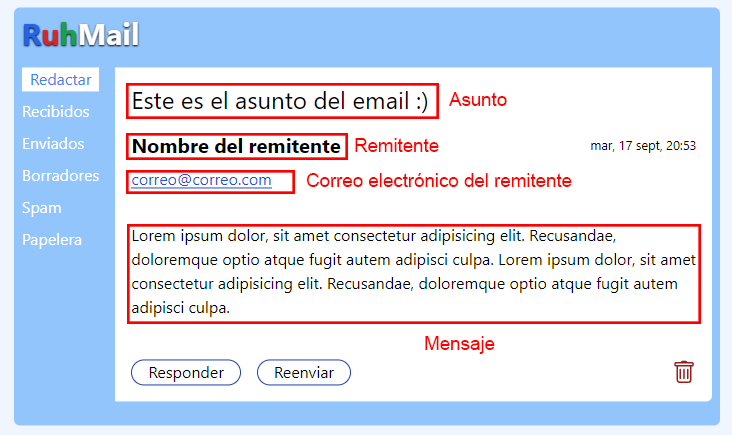 RuhMail
Redactar
Recibidos
Enviados
Borradores
Spam
Papelera
Este es el asunto del email :) Asunto
Nombre del remitente Remitente mar, 17 sept, 20:53
correo@correo.com Correo electrónico del remitente
Lorem ipsum dolor, sit amet consectetur adipisicing elit. Recusandae,
doloremque optio atque fugit autem adipisci culpa. Lorem ipsum dolor, sit amet
consectetur adipisicing elit. Recusandae, doloremque optio atque fugit autem
adipisci culpa.
Mensaje
Responder Reenviar